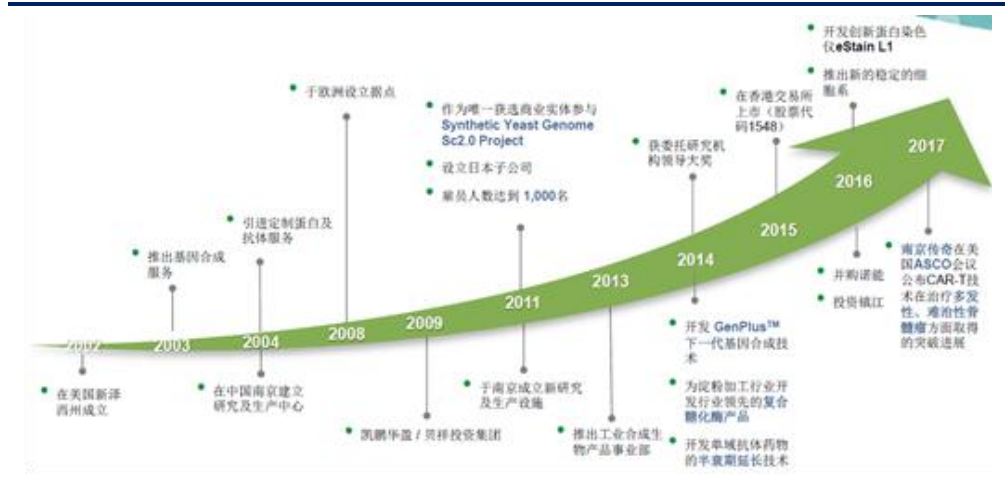 开发创新蛋白染色
仪eStain L1
推出新的稳定的细
胞系
于欧洲设立据点
作为唯一获选商业实体参与
Synthetic Yeast Genome
Sc2.0 Project
设立日本子公司
雇员人数达到 1,000名
在香港交易所
上市（股票代
码1548）
获委托研究机
构领导大奖
引进定制蛋白及
抗体服务
推出基因合成
服务
2002
2003
2004
2008
2009
2011
2013
2014
2015
2016
2017
在美国新泽
西州成立
在中国南京建立
研究及生产中心
凯鹏华盈 / 贝祥投资集团
于南京成立新研究
及生产设施
推出工业合成生
物产品事业部
开发 GenPlus™
下一代基因合成技
术
为淀粉加工行业开
发行业领先的复合
糖化酶产品
开发单域抗体药物
的半衰期延长技术
并购诺能
投资镇江
南京传奇在美
国ASCO会议
公布CAR-T技
术在治疗多发
性、难治性骨
髓瘤方面取得
的突破进展